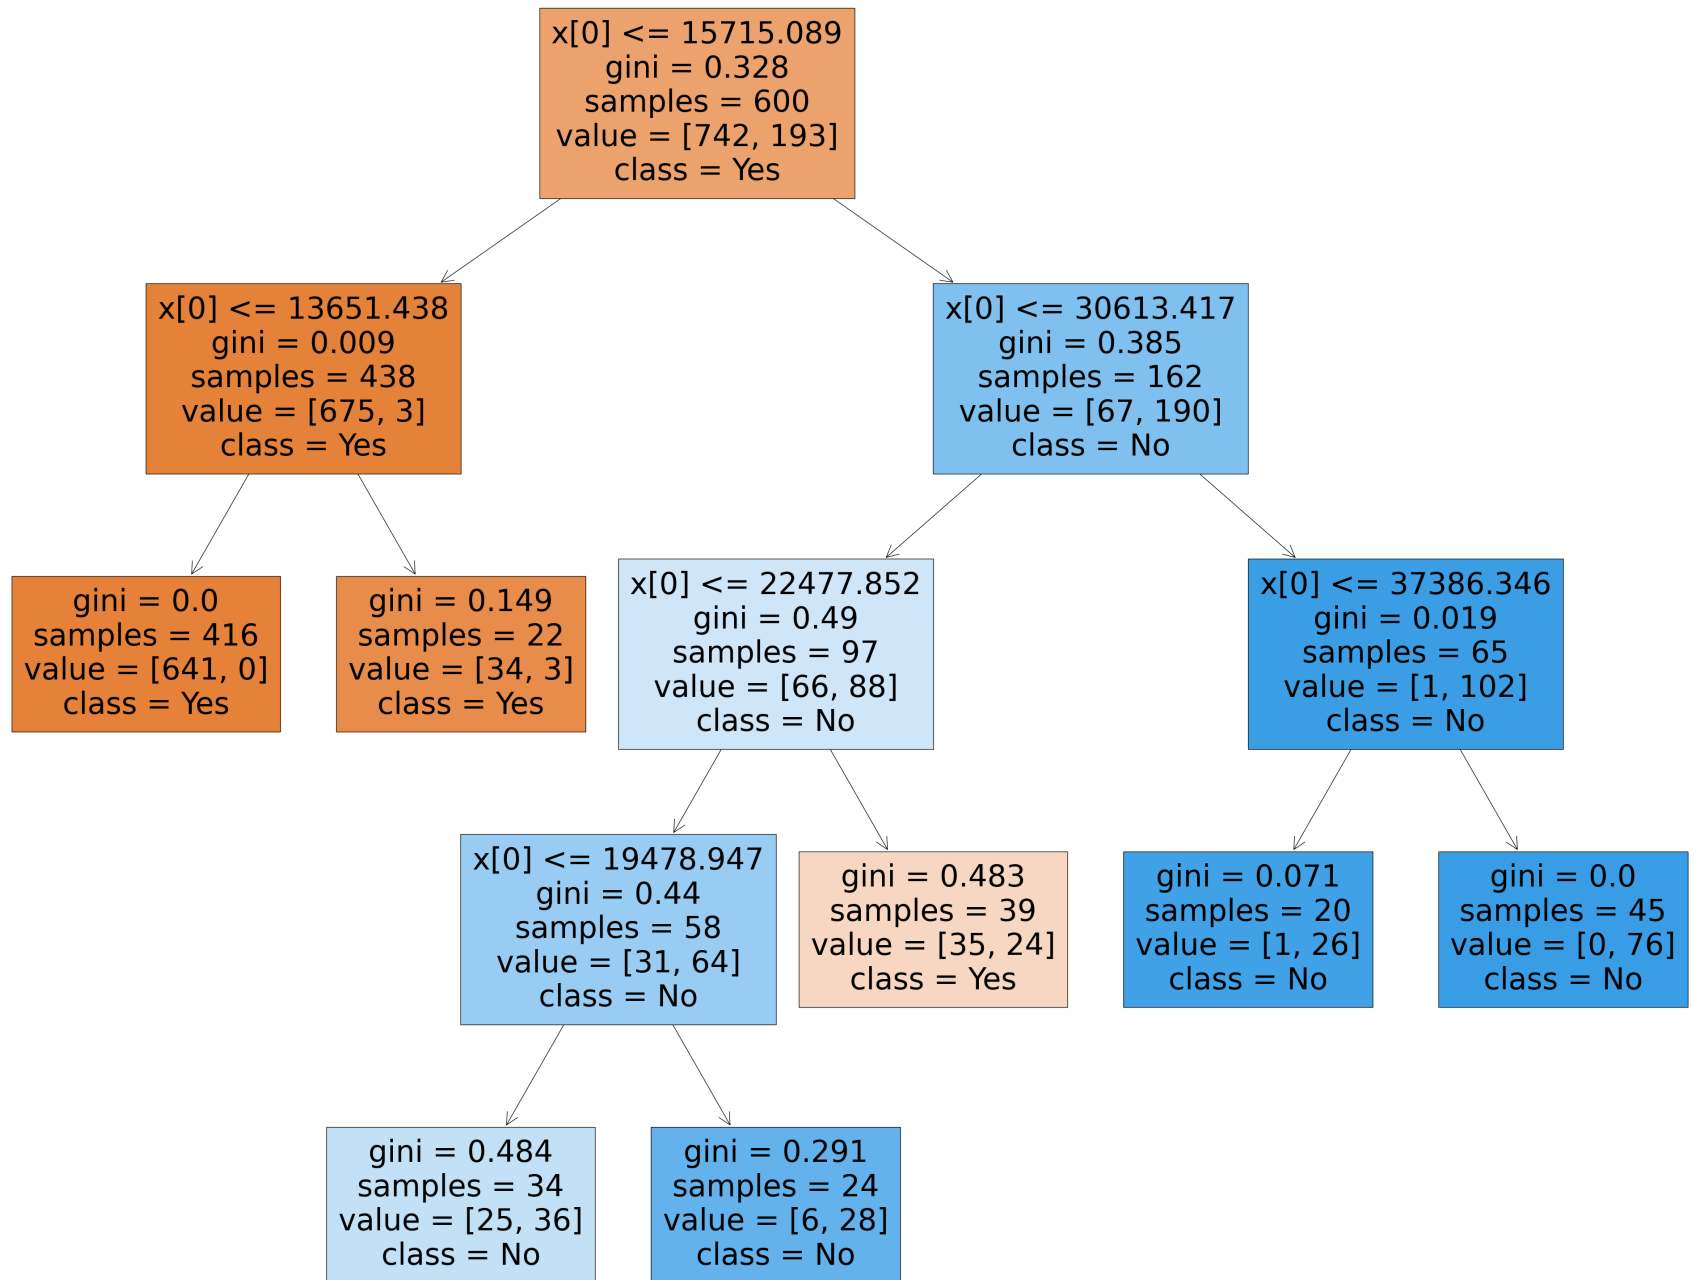 x[0] <= 15715.089
gini = 0.328
samples = 600
value = [742, 193]
class = Yes
x[0] <= 13651.438
gini = 0.009
samples = 438
value = [675, 3]
class = Yes
x[0] <= 30613.417
gini = 0.385
samples = 162
value = [67, 190]
class = No
gini = 0.0
samples = 416
value = [641, 0]
class = Yes
gini = 0.149
samples = 22
value = [34, 3]
class = Yes
x[0] <= 22477.852
gini = 0.49
samples = 97
value = [66, 88]
class = No
x[0] <= 37386.346
gini = 0.019
samples = 65
value = [1, 102]
class = No
x[0] <= 19478.947
gini = 0.44
samples = 58
value = [31, 64]
class = No
gini = 0.483
samples = 39
value = [35, 24]
class = Yes
gini = 0.071
samples = 20
value = [1, 26]
class = No
gini = 0.0
samples = 45
value = [0, 76]
class = No
gini = 0.484
samples = 34
value = [25, 36]
class = No
gini = 0.291
samples = 24
value = [6, 28]
class = No